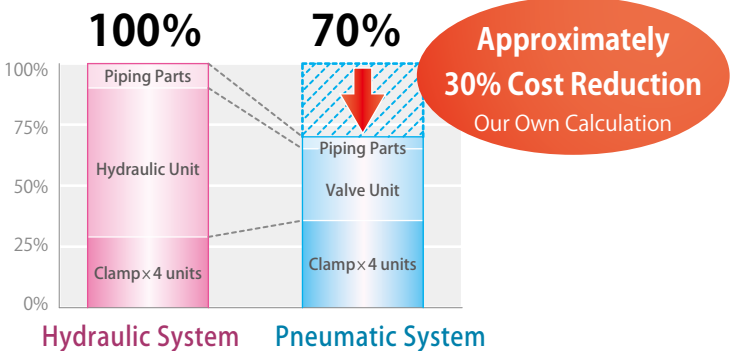 100%
70%
Approximately
30% Cost Reduction
Our Own Calculation
100%
75%
50%
25%
0%
Piping Parts
Hydraulic Unit
Clamp×4 units
Piping Parts
Valve Unit
Clamp×4 units
Hydraulic System
Pneumatic System